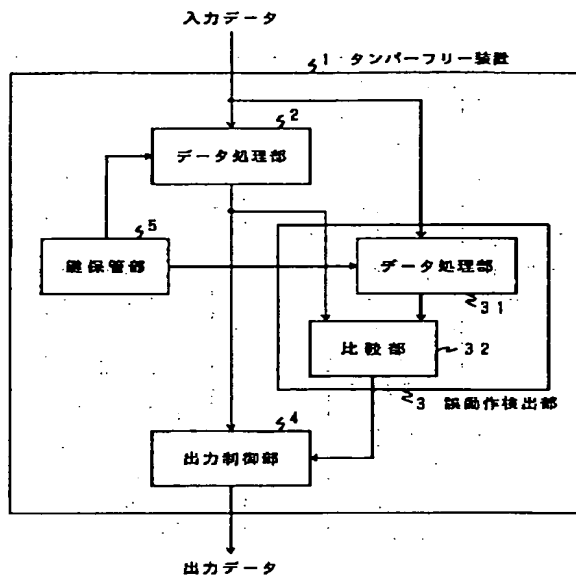 入力データ
1 タンパーフリー装置
2
データ処理部
5
鍵保管部
データ処理部
31
比較部
32
3 誤動作検出部
4
出力制御部
出力データ